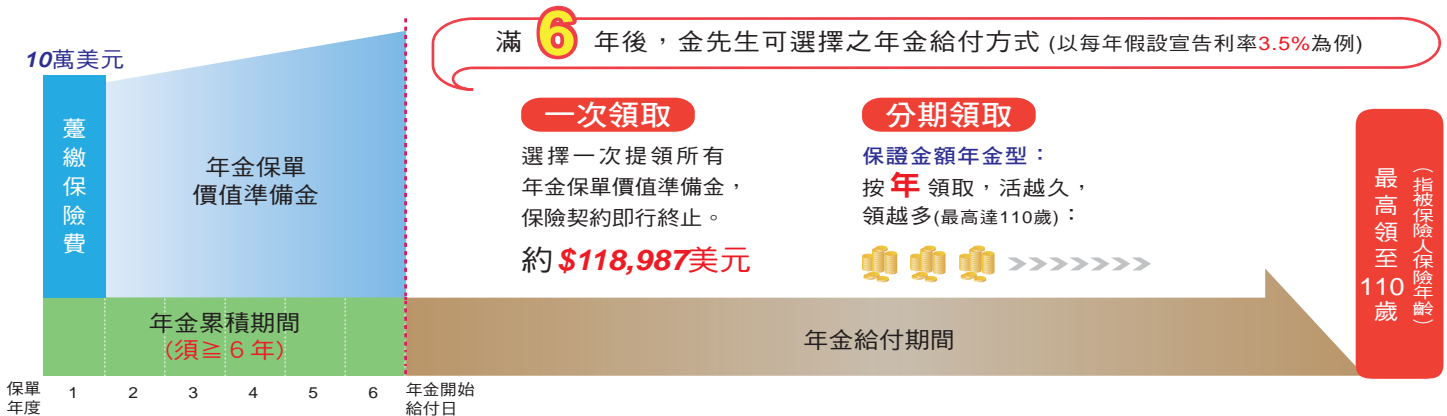 滿 6 年後，金先生可選擇之年金給付方式 (以每年假設宣告利率3.5%為例)
10萬美元
躉繳保險費
年金保單
價值準備金
一次領取
選擇一次提領所有
年金保單價值準備金，
保險契約即行終止。
約 $118,987美元
分期領取
保證金額年金型：
按 年 領取，活越久，
領越多(最高達110歲)：
最高領至110歲
（指被保險人保險年齡）
年金累積期間
(須≧6年)
年金給付期間
保單
年度
1 2 3 4 5 6
年金開始
給付日